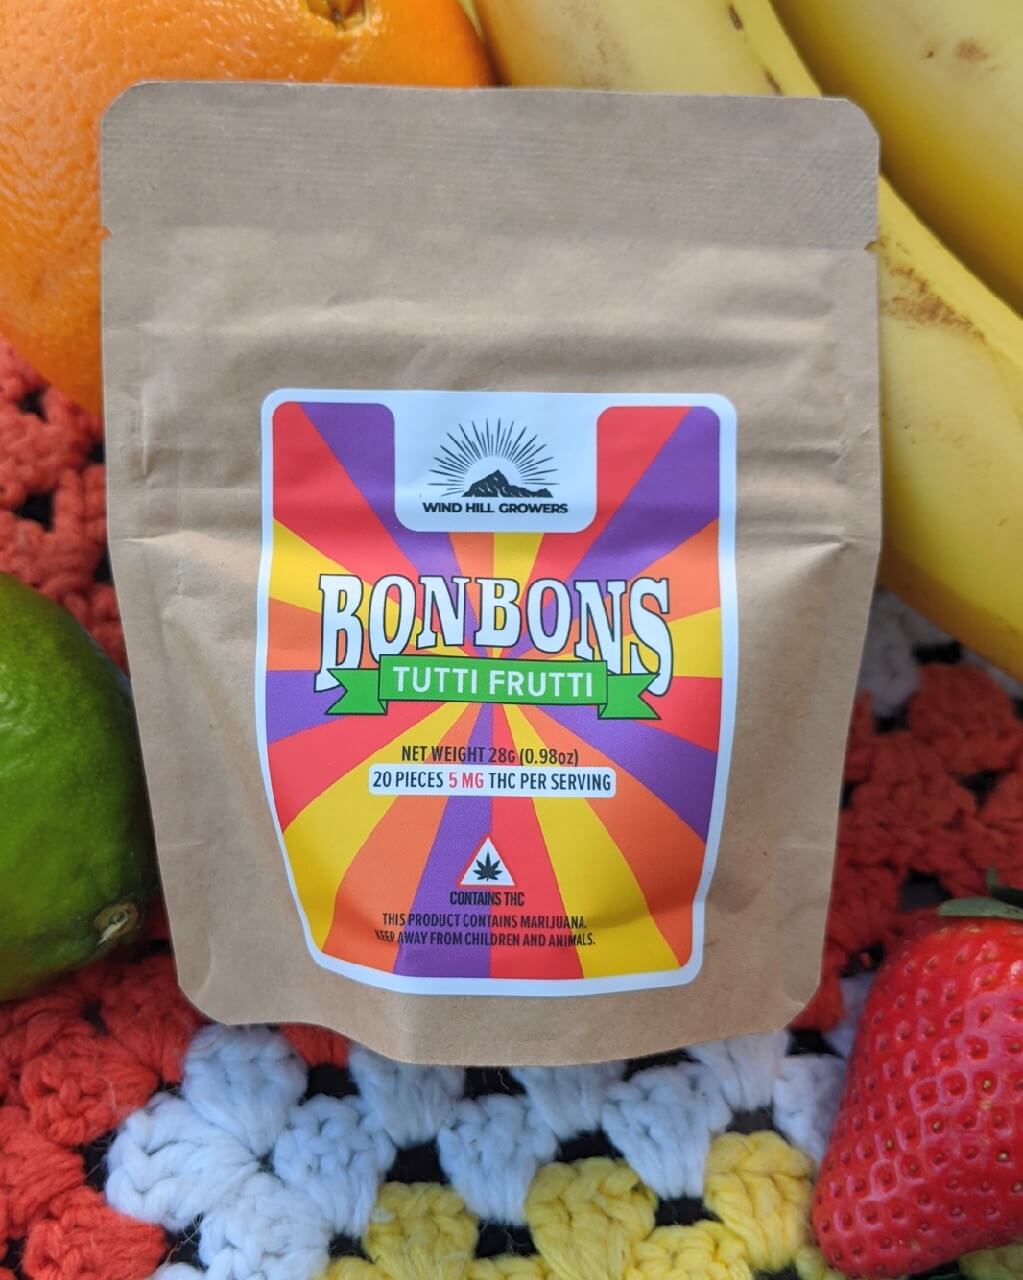 WIND HILL GROWERS
BONBONS
TUTTI FRUTTI
NET WEIGHT 28G (0.98oz)
20 PIECES 5 MG THC PER SERVING
CONTAINS THC
THIS PRODUCT CONTAINS MARIJUANA.
KEEP AWAY FROM CHILDREN AND ANIMALS.